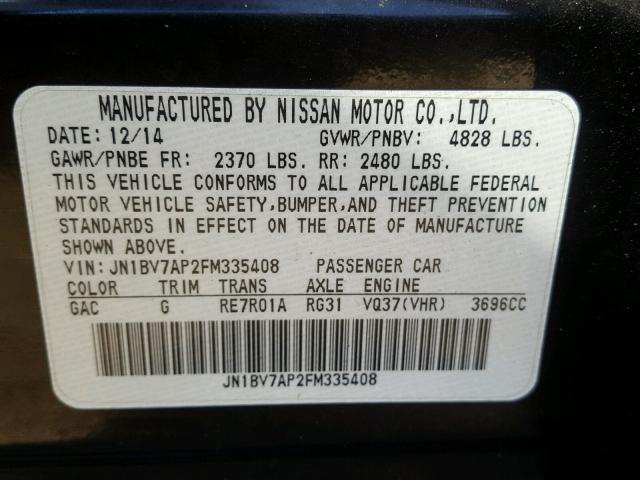 MANUFACTURED BY NISSAN MOTOR CO.,LTD.
DATE: 12/14 GVWR/PNBV: 4828 LBS.
GAWR/PNBE FR: 2370 LBS. RR: 2480 LBS.
THIS VEHICLE CONFORMS TO ALL APPLICABLE FEDERAL
MOTOR VEHICLE SAFETY,BUMPER,AND THEFT PREVENTION
STANDARDS IN EFFECT ON THE DATE OF MANUFACTURE
SHOWN ABOVE.
VIN: JN1BV7AP2FM335408 PASSENGER CAR
COLOR TRIM TRANS AXLE ENGINE
GAC G RE7R01A RG31 VQ37(VHR) 3696CC
JN1BV7AP2FM335408